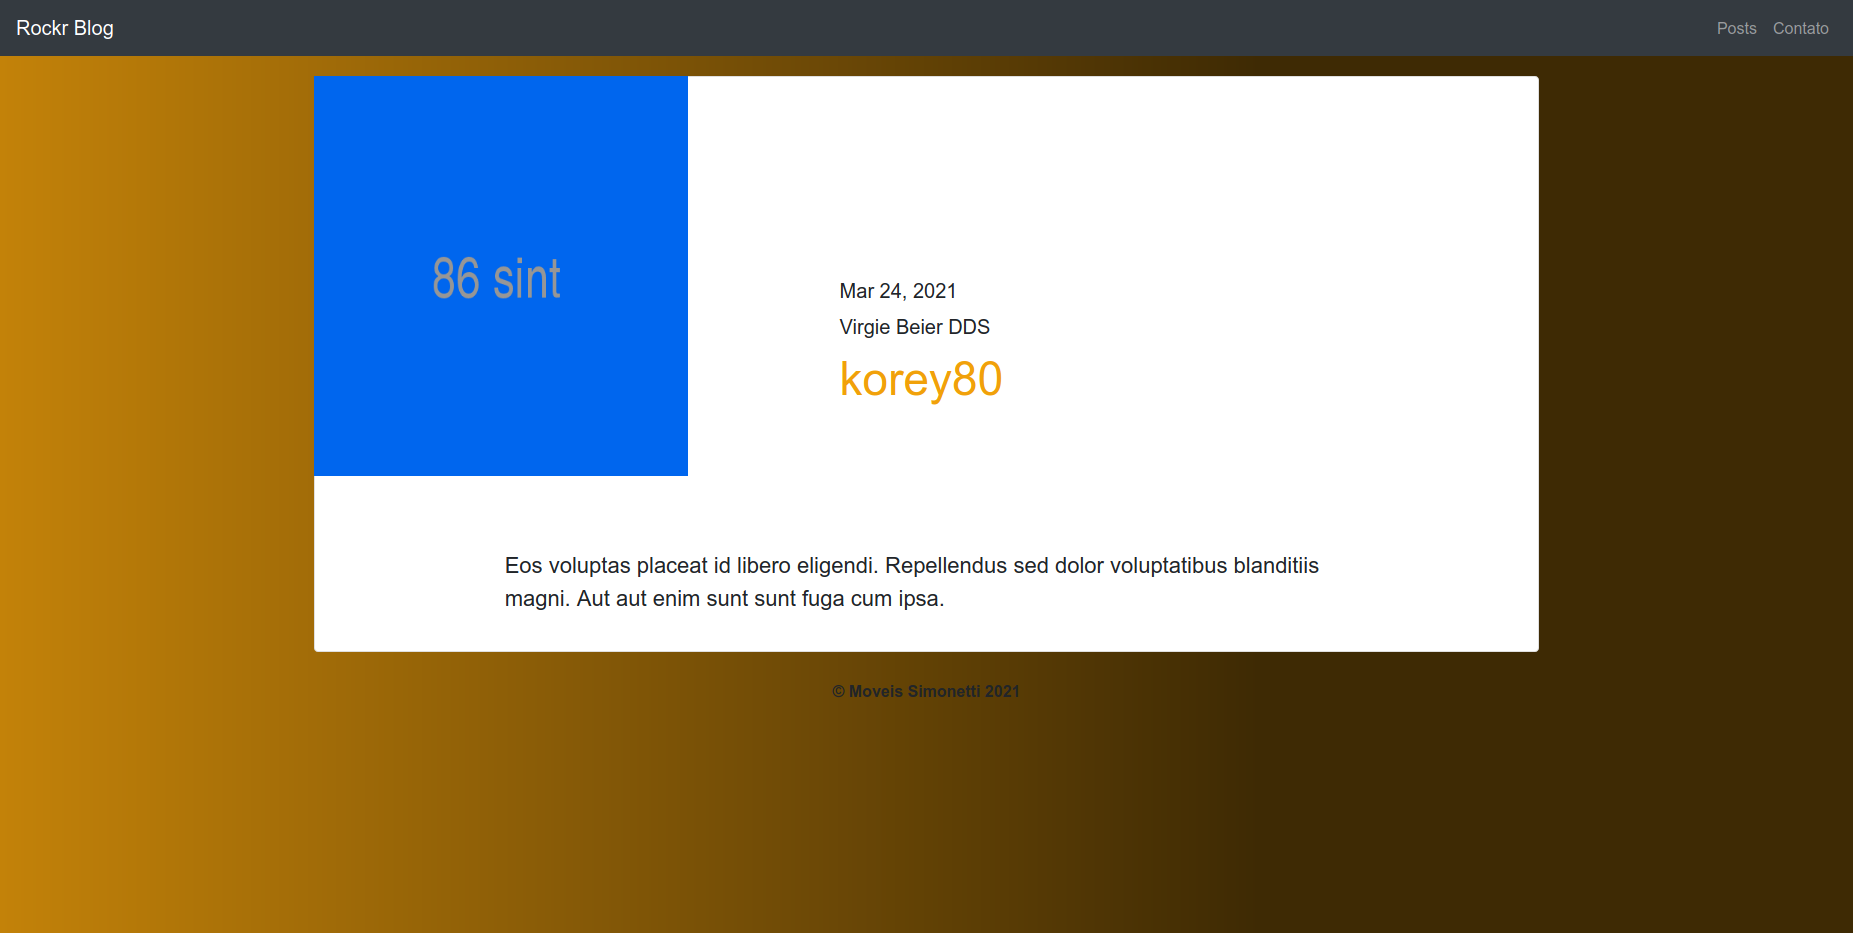 Rockr Blog
Posts Contato
86 sint
Mar 24, 2021
Virgie Beier DDS
korey80
Eos voluptas placeat id libero eligendi. Repellendus sed dolor voluptatibus blanditiis
magni. Aut aut enim sunt sunt fuga cum ipsa.
© Moveis Simonetti 2021